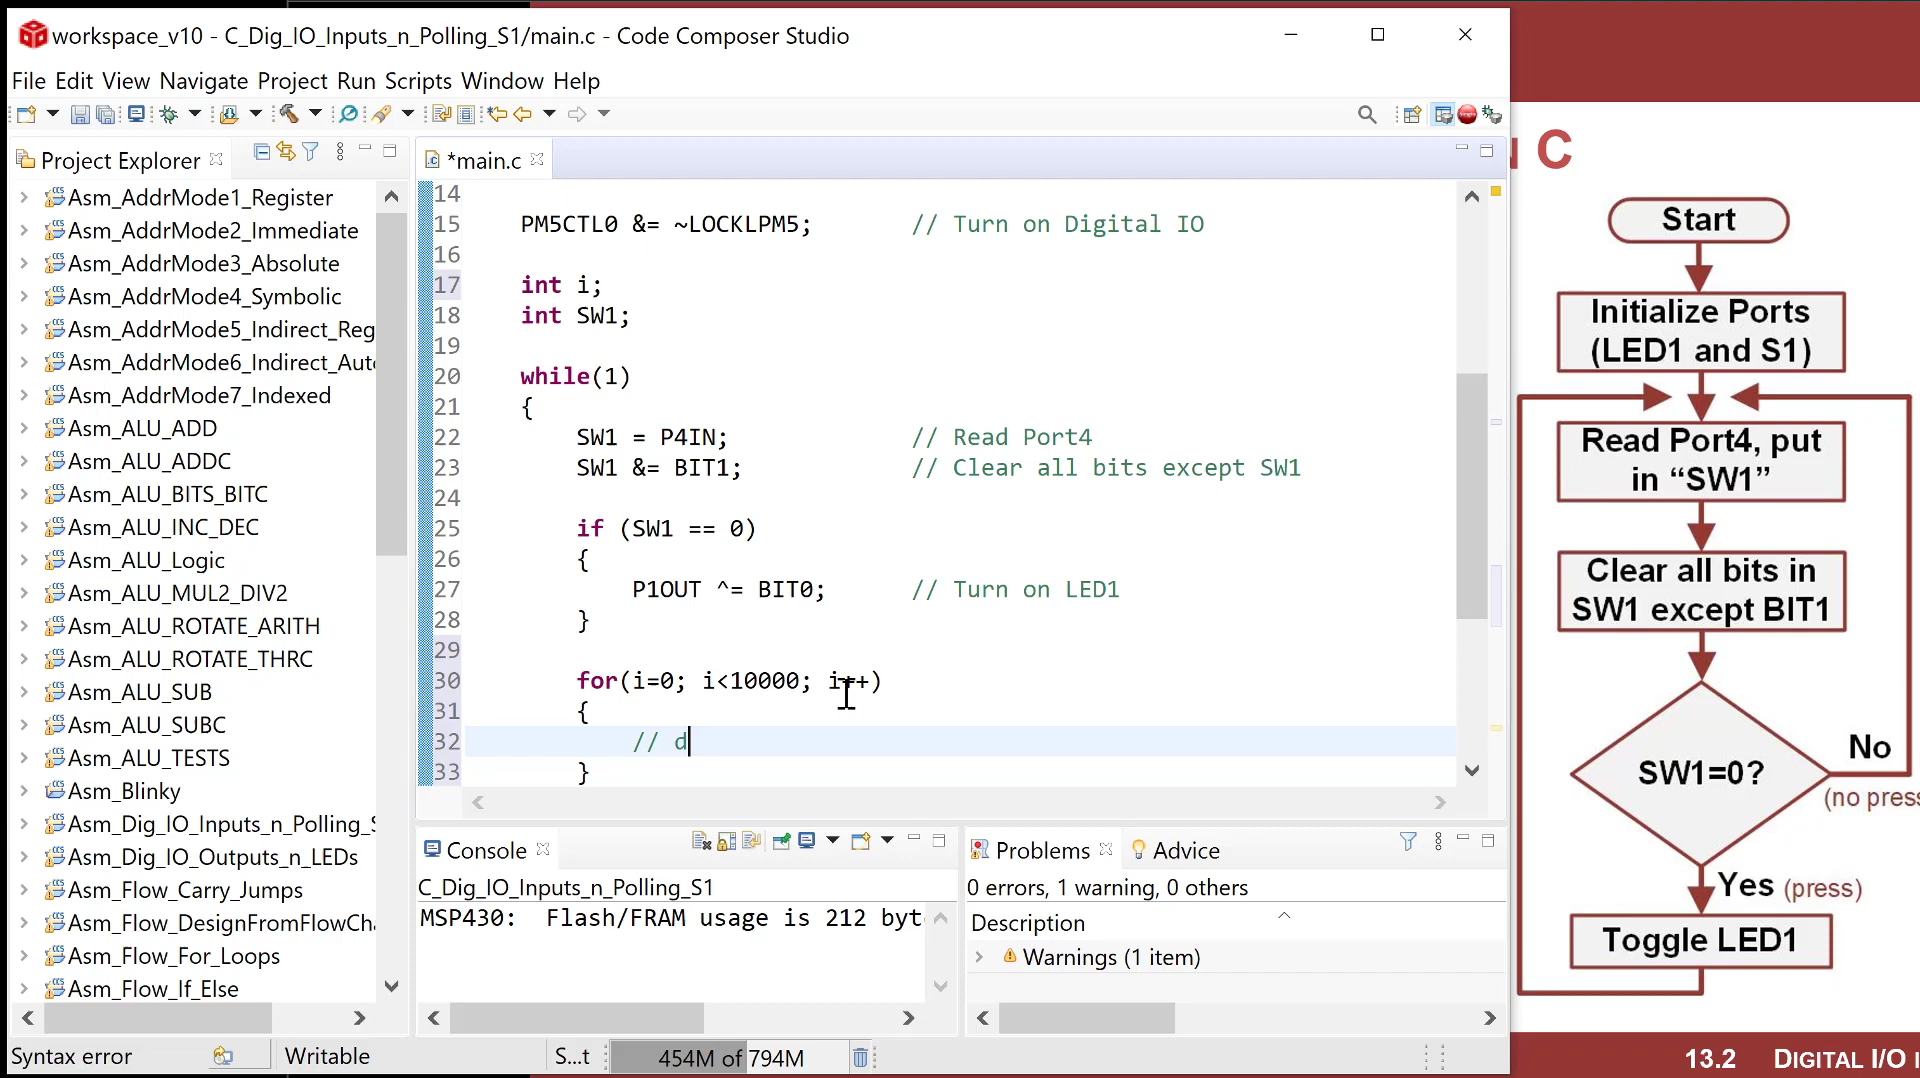 workspace_v10 - C_Dig_IO_Inputs_n_Polling_S1/main.c - Code Composer Studio
File Edit View Navigate Project Run Scripts Window Help
Project Explorer
Asm_AddrMode1_Register
Asm_AddrMode2_Immediate
Asm_AddrMode3_Absolute
Asm_AddrMode4_Symbolic
Asm_AddrMode5_Indirect_Reg
Asm_AddrMode6_Indirect_Aut
Asm_AddrMode7_Indexed
Asm_ALU_ADD
Asm_ALU_ADDC
Asm_ALU_BITS_BITC
Asm_ALU_INC_DEC
Asm_ALU_Logic
Asm_ALU_MUL2_DIV2
Asm_ALU_ROTATE_ARITH
Asm_ALU_ROTATE_THRC
Asm_ALU_SUB
Asm_ALU_SUBC
Asm_ALU_TESTS
Asm_Blinky
Asm_Dig_IO_Inputs_n_Polling_
Asm_Dig_IO_Outputs_n_LEDs
Asm_Flow_Carry_Jumps
Asm_Flow_DesignFromFlowCh
Asm_Flow_For_Loops
Asm_Flow_If_Else
*main.c
14
15 PM5CTL0 &= ~LOCKLPM5; // Turn on Digital IO
16
17 int i;
18 int SW1;
19
20 while(1)
21 {
22 SW1 = P4IN; // Read Port4
23 SW1 &= BIT1; // Clear all bits except SW1
24
25 if (SW1 == 0)
26 {
27 P1OUT ^= BIT0; // Turn on LED1
28 }
29
30 for(i=0; i<10000; i++)
31 {
32 // d
33 }
Console
C_Dig_IO_Inputs_n_Polling_S1
MSP430: Flash/FRAM usage is 212 byt
Problems Advice
0 errors, 1 warning, 0 others
Description
Warnings (1 item)
Syntax error Writable S...t 454M of 794M
C
Start
Initialize Ports
(LED1 and S1)
Read Port4, put
in “SW1”
Clear all bits in
SW1 except BIT1
SW1=0?
No
(no press
Yes (press)
Toggle LED1
13.2 DIGITAL I/O